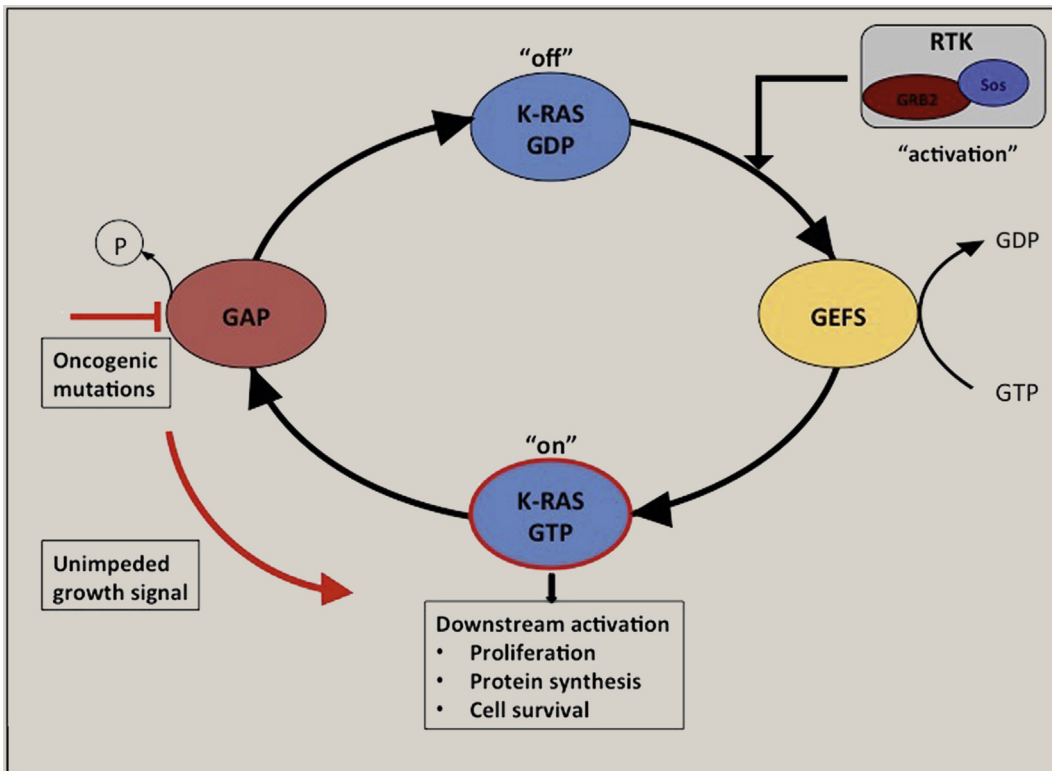 RTK
GRB2
Sos
“activation”
“off”
K-RAS
GDP
P
GAP
GEFS
GDP
GTP
Oncogenic
mutations
“on”
K-RAS
GTP
Unimpeded
growth signal
Downstream activation
• Proliferation
• Protein synthesis
• Cell survival